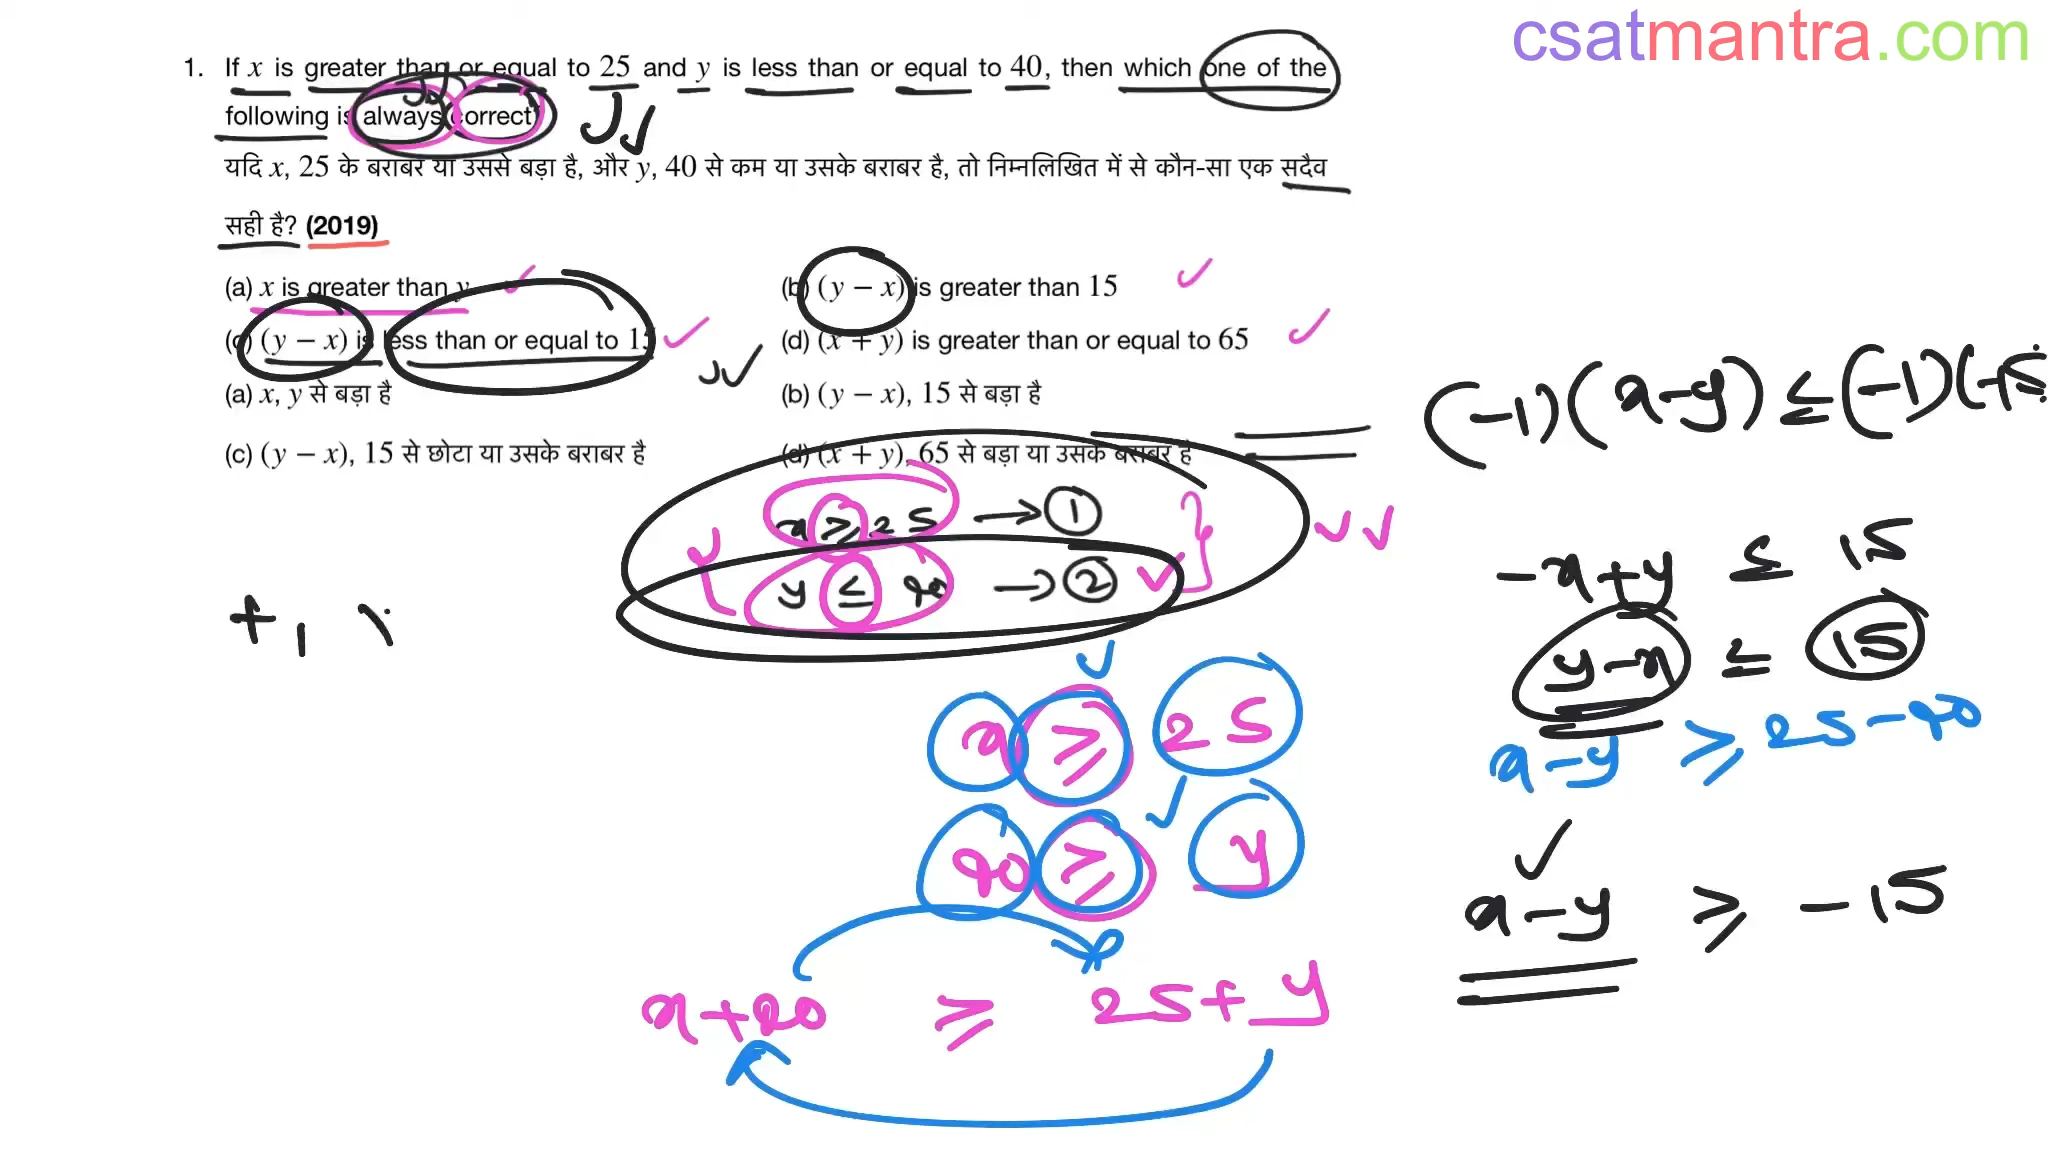 csatmantra.com
1. If x is greater than or equal to 25 and y is less than or equal to 40, then which one of the
following is always correct?
यदि x, 25 के बराबर या उससे बड़ा है, और y, 40 से कम या उसके बराबर है, तो निम्नलिखित में से कौन-सा एक सदैव
सही है? (2019)
(a) x is greater than y (b) (y − x) is greater than 15
(c) (y − x) is less than or equal to 15 (d) (x + y) is greater than or equal to 65
(a) x, y से बड़ा है (b) (y − x), 15 से बड़ा है
(c) (y − x), 15 से छोटा या उसके बराबर है (d) (x + y), 65 से बड़ा या उसके बराबर है
(-1)(x-y) ≤ (-1)(-15)
x ≥ 25 → 1
y ≤ 40 → 2
-x+y ≤ 15
y-x ≤ 15
x ≥ 25
x-y ≥ 25-40
40 ≥ y
x-y ≥ -15
x+40 ≥ 25+y